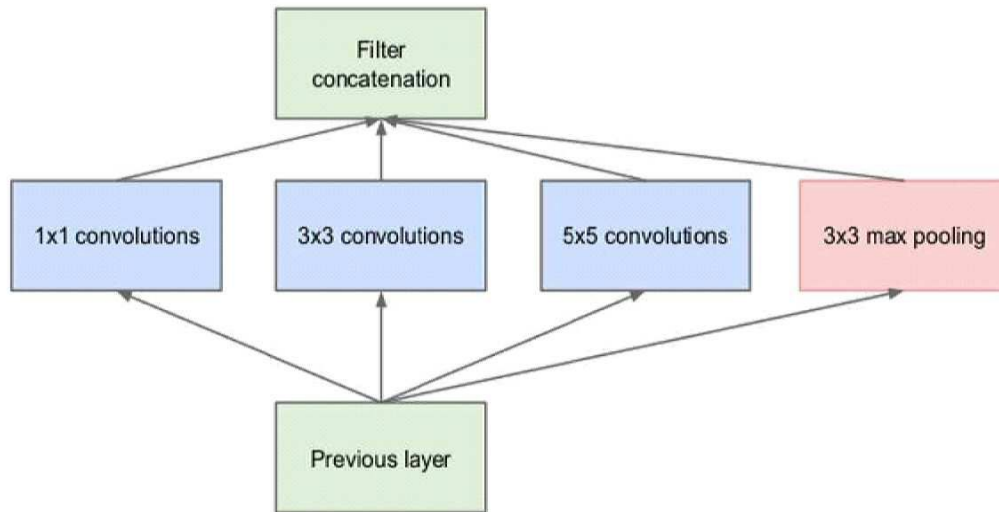 Filter
concatenation
1x1 convolutions
3x3 convolutions
5x5 convolutions
3x3 max pooling
Previous layer